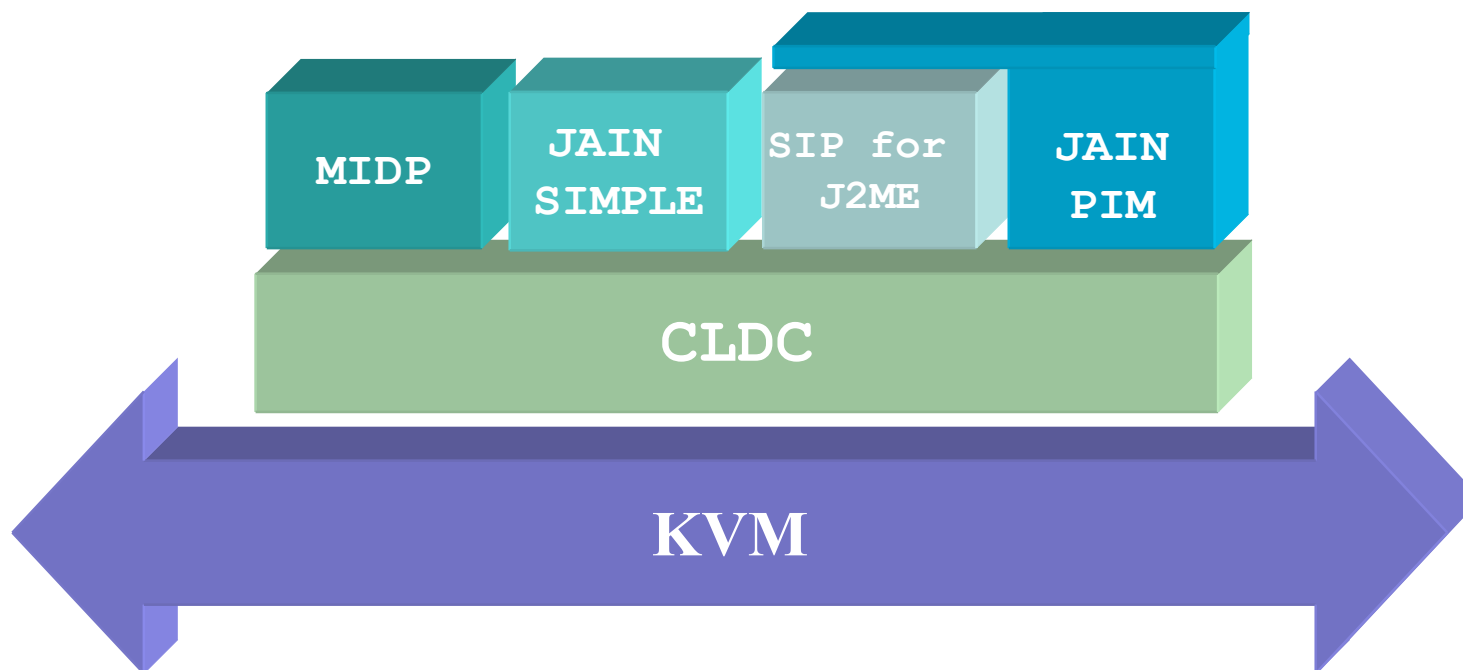 MIDP
JAIN
SIMPLE
SIP for
J2ME
JAIN
PIM
CLDC
KVM